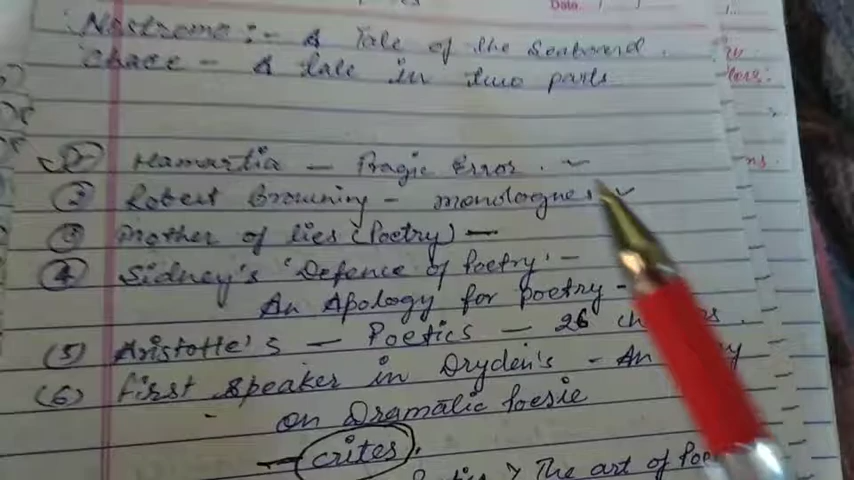 Date / /
Nostromo :- A Tale of the Seaboard.
Chace - A tale in two parts
(1) Hamartia — Tragic Error.
(2) Robert Browning - monologues
(3) Mother of lies (Poetry) —
(4) Sidney's 'Defence of Poetry' -
An Apology for poetry -
(5) Aristotle's — Poetics — 26
(6) First Speaker in Dryden's - An
on Dramatic Poesie
— crites.
> The art of